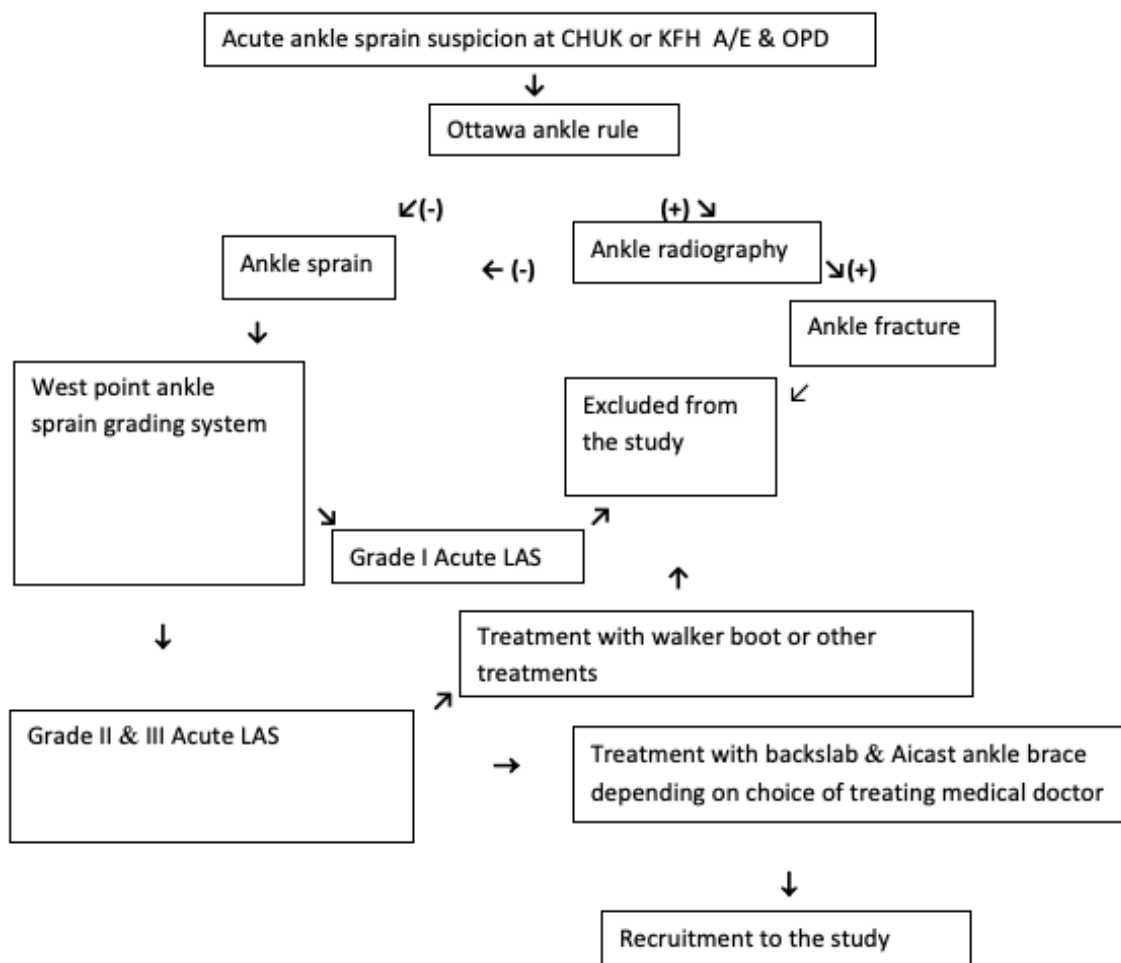 Acute ankle sprain suspicion at CHUK or KFH A/E & OPD
↓
Ottawa ankle rule
↙(-)
(+) ↘
Ankle sprain
← (-)
Ankle radiography
↘(+)
↓
Ankle fracture
West point ankle
sprain grading system
Excluded from
the study
↙
↘
Grade I Acute LAS
↗
↑
↓
Treatment with walker boot or other
treatments
↗
Grade II & III Acute LAS
→
Treatment with backslab & Aicast ankle brace
depending on choice of treating medical doctor
↓
Recruitment to the study